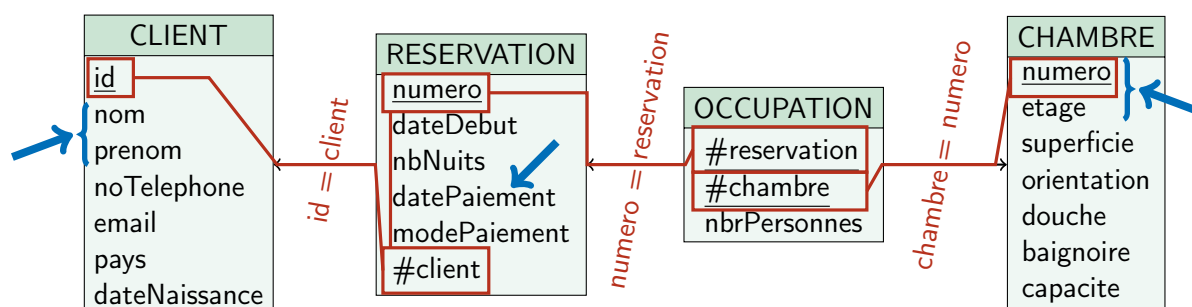 CLIENT
id
nom
prenom
noTelephone
email
pays
dateNaissance
id = client
RESERVATION
numero
dateDebut
nbNuits
datePaiement
modePaiement
#client
numero = reservation
OCCUPATION
#reservation
#chambre
nbrPersonnes
chambre = numero
CHAMBRE
numero
etage
superficie
orientation
douche
baignoire
capacite